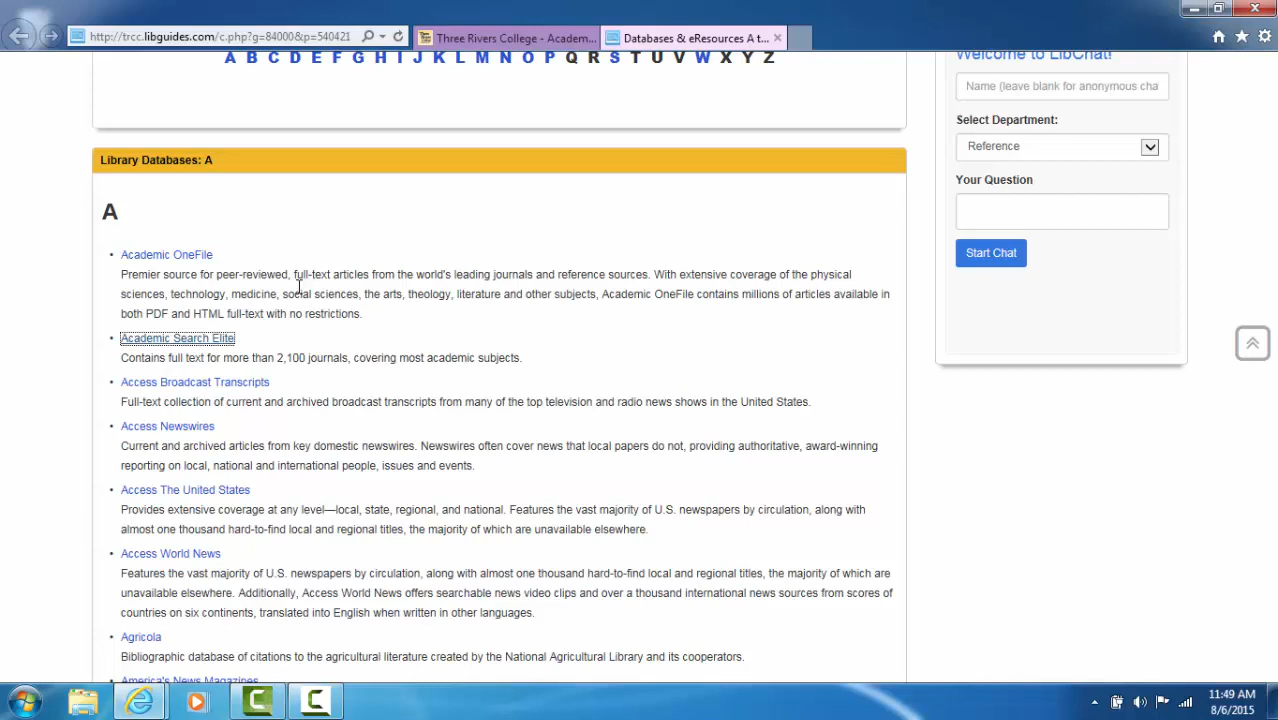 http://trcc.libguides.com/c.php?g=84000&p=540421
Three Rivers College - Academ...
Databases & eResources A t...
A B C D E F G H I J K L M N O P Q R S T U V W X Y Z
Welcome to LibChat!
Name (leave blank for anonymous cha
Select Department:
Reference
Your Question
Start Chat
Library Databases: A
A
Academic OneFile
Premier source for peer-reviewed, full-text articles from the world's leading journals and reference sources. With extensive coverage of the physical
sciences, technology, medicine, social sciences, the arts, theology, literature and other subjects, Academic OneFile contains millions of articles available in
both PDF and HTML full-text with no restrictions.
Academic Search Elite
Contains full text for more than 2,100 journals, covering most academic subjects.
Access Broadcast Transcripts
Full-text collection of current and archived broadcast transcripts from many of the top television and radio news shows in the United States.
Access Newswires
Current and archived articles from key domestic newswires. Newswires often cover news that local papers do not, providing authoritative, award-winning
reporting on local, national and international people, issues and events.
Access The United States
Provides extensive coverage at any level—local, state, regional, and national. Features the vast majority of U.S. newspapers by circulation, along with
almost one thousand hard-to-find local and regional titles, the majority of which are unavailable elsewhere.
Access World News
Features the vast majority of U.S. newspapers by circulation, along with almost one thousand hard-to-find local and regional titles, the majority of which are
unavailable elsewhere. Additionally, Access World News offers searchable news video clips and over a thousand international news sources from scores of
countries on six continents, translated into English when written in other languages.
Agricola
Bibliographic database of citations to the agricultural literature created by the National Agricultural Library and its cooperators.
America's News Magazines
11:49 AM
8/6/2015